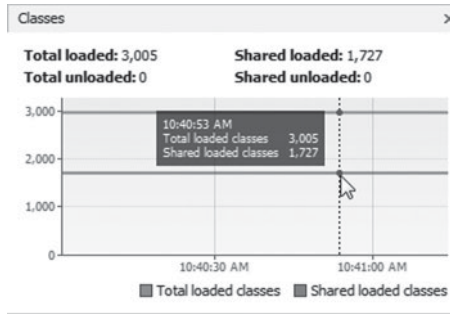 Classes
Total loaded: 3,005 Shared loaded: 1,727
Total unloaded: 0 Shared unloaded: 0
3,000
10:40:53 AM
Total loaded classes 3,005
Shared loaded classes 1,727
2,000
1,000
0
10:40:30 AM 10:41:00 AM
Total loaded classes Shared loaded classes